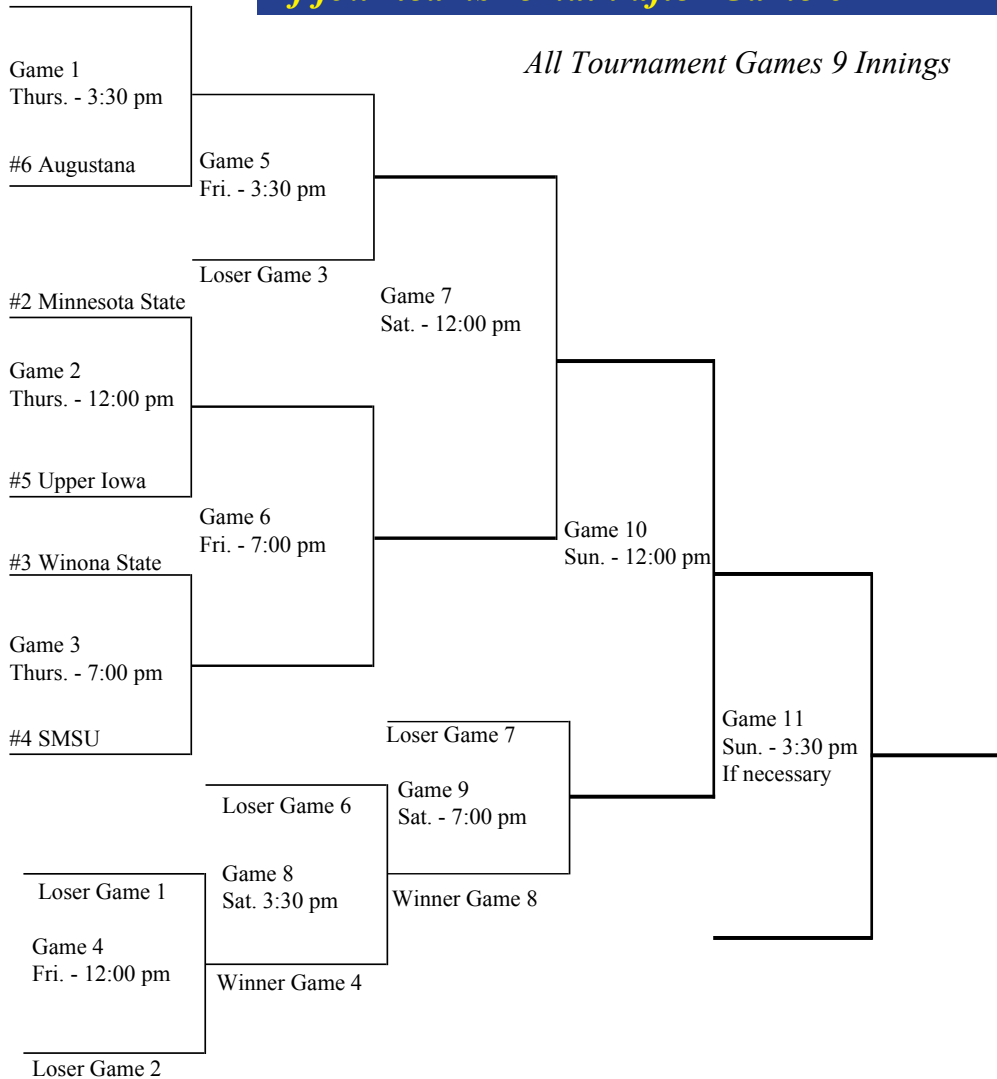 All Tournament Games 9 Innings
Game 1
Thurs. - 3:30 pm
#6 Augustana
Game 5
Fri. - 3:30 pm
Loser Game 3
#2 Minnesota State
Game 7
Sat. - 12:00 pm
Game 2
Thurs. - 12:00 pm
#5 Upper Iowa
Game 6
Fri. - 7:00 pm
Game 10
Sun. - 12:00 pm
#3 Winona State
Game 3
Thurs. - 7:00 pm
#4 SMSU
Loser Game 7
Game 11
Sun. - 3:30 pm
If necessary
Loser Game 6
Game 9
Sat. - 7:00 pm
Loser Game 1
Game 8
Sat. 3:30 pm
Winner Game 8
Game 4
Fri. - 12:00 pm
Winner Game 4
Loser Game 2